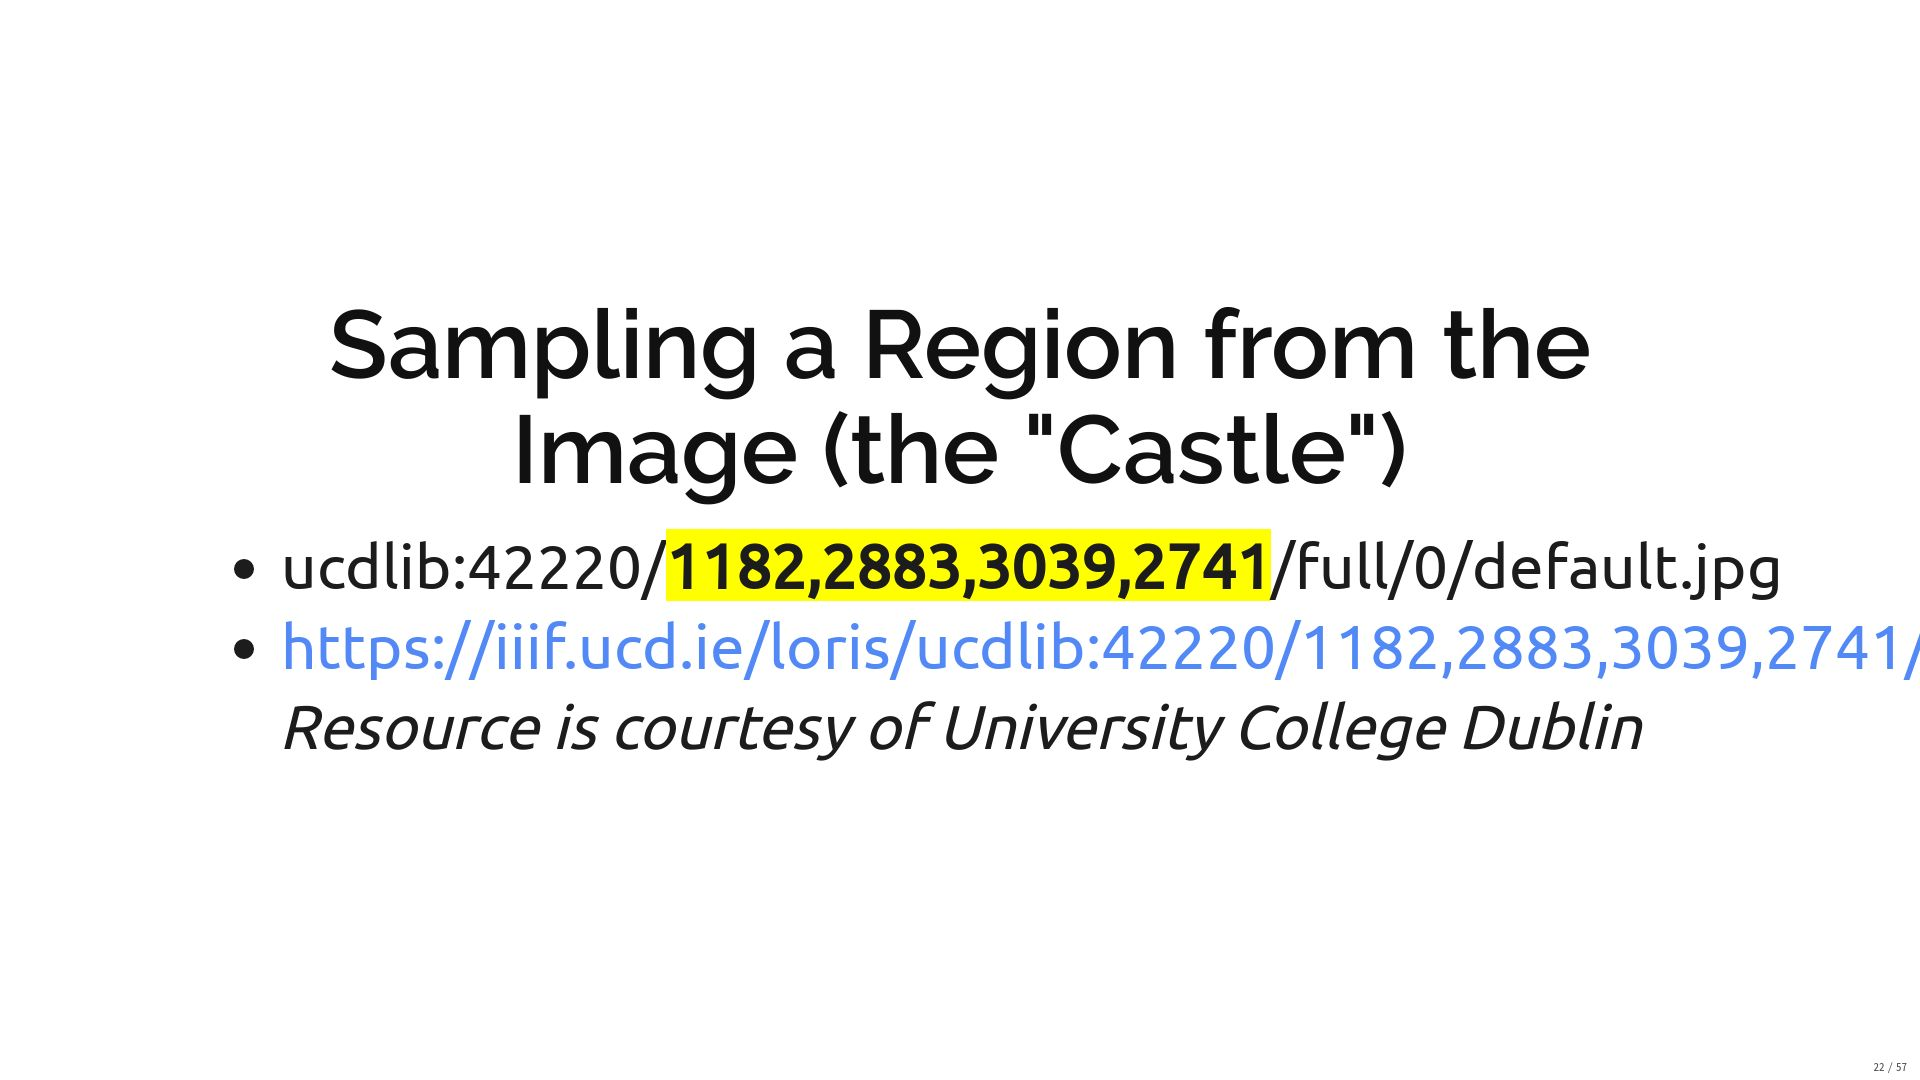 Sampling a Region from the
Image (the "Castle")
ucdlib:42220/1182,2883,3039,2741/full/0/default.jpg
https://iiif.ucd.ie/loris/ucdlib:42220/1182,2883,3039,2741/
Resource is courtesy of University College Dublin
22 / 57